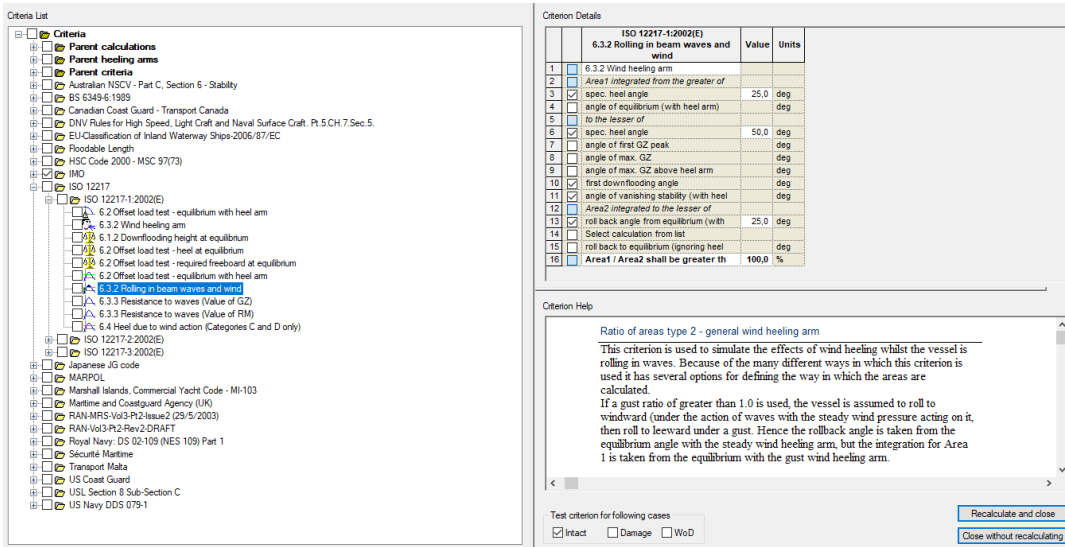 Criteria List
Criteria
Parent calculations
Parent heeling arms
Parent criteria
Australian NSCV - Part C, Section 6 - Stability
BS 6349-6:1989
Canadian Coast Guard - Transport Canada
DNV Rules for High Speed, Light Craft and Naval Surface Craft. Pt.5.CH.7.Sec.5.
EU-Classification of Inland Waterway Ships-2006/87/EC
Floodable Length
HSC Code 2000 - MSC 97(73)
IMO
ISO 12217
ISO 12217-1:2002(E)
6.2 Offset load test - equilibrium with heel arm
6.3.2 Wind heeling arm
6.1.2 Downflooding height at equilibrium
6.2 Offset load test - heel at equilibrium
6.2 Offset load test - required freeboard at equilibrium
6.2 Offset load test - equilibrium with heel arm
6.3.2 Rolling in beam waves and wind
6.3.3 Resistance to waves (Value of GZ)
6.3.3 Resistance to waves (Value of RM)
6.4 Heel due to wind action (Categories C and D only)
ISO 12217-2:2002(E)
ISO 12217-3:2002(E)
Japanese JG code
MARPOL
Marshall Islands, Commercial Yacht Code - MI-103
Maritime and Coastguard Agency (UK)
RAN-MRS-Vol3-Pt2-Issue2 (29/5/2003)
RAN-Vol3-Pt2-Rev2-DRAFT
Royal Navy: DS 02-109 (NES 109) Part 1
Sécurité Maritime
Transport Malta
US Coast Guard
USL Section 8 Sub-Section C
US Navy DDS 079-1
Criterion Details
ISO 12217-1:2002(E)
6.3.2 Rolling in beam waves and wind Value Units
1 6.3.2 Wind heeling arm
2 Area1 integrated from the greater of
3 spec. heel angle 25,0 deg
4 angle of equilibrium (with heel arm) deg
5 to the lesser of
6 spec. heel angle 50,0 deg
7 angle of first GZ peak deg
8 angle of max. GZ deg
9 angle of max. GZ above heel arm deg
10 first downflooding angle deg
11 angle of vanishing stability (with heel deg
12 Area2 integrated to the lesser of
13 roll back angle from equilibrium (with 25,0 deg
14 Select calculation from list
15 roll back to equilibrium (ignoring heel deg
16 Area1 / Area2 shall be greater th 100,0 %
Criterion Help
Ratio of areas type 2 - general wind heeling arm
This criterion is used to simulate the effects of wind heeling whilst the vessel is
rolling in waves. Because of the many different ways in which this criterion is
used it has several options for defining the way in which the areas are
calculated.
If a gust ratio of greater than 1.0 is used, the vessel is assumed to roll to
windward (under the action of waves with the steady wind pressure acting on it,
then roll to leeward under a gust. Hence the rollback angle is taken from the
equilibrium angle with the steady wind heeling arm, but the integration for Area
1 is taken from the equilibrium with the gust wind heeling arm.
Test criterion for following cases
Intact Damage WoD
Recalculate and close
Close without recalculating